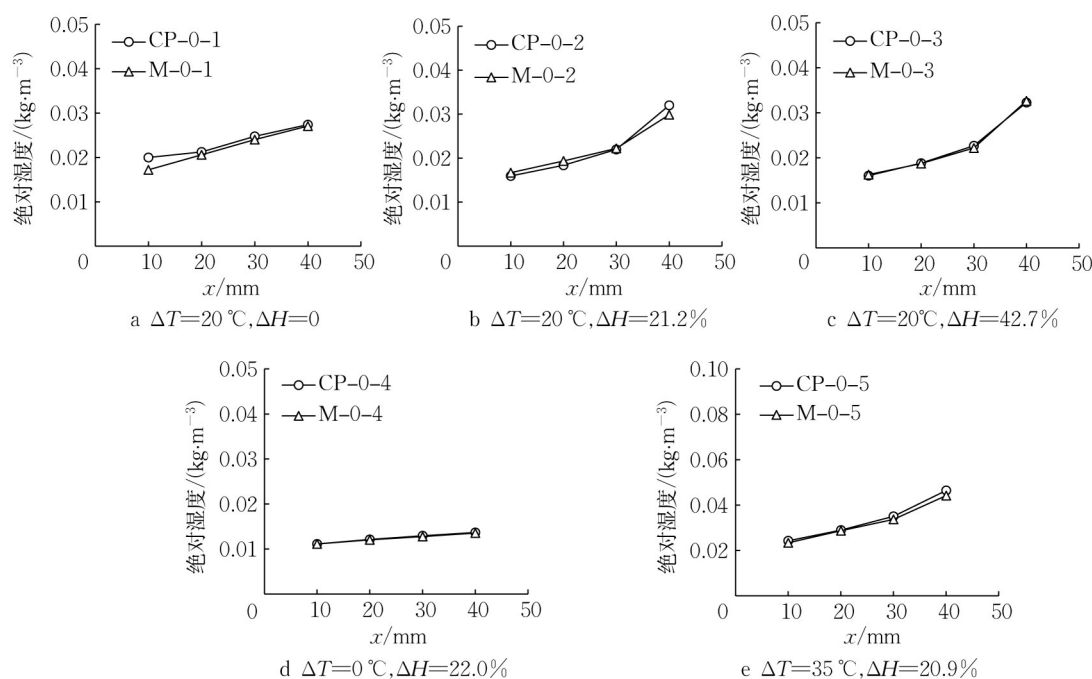 0.05
0.04
0.03
0.02
0.01
0
绝对湿度/(kg·m⁻³)
CP-0-1
M-0-1
10 20 30 40 50
x/mm
a ΔT=20 ℃,ΔH=0
0.05
0.04
0.03
0.02
0.01
0
绝对湿度/(kg·m⁻³)
CP-0-2
M-0-2
10 20 30 40 50
x/mm
b ΔT=20 ℃,ΔH=21.2%
0.05
0.04
0.03
0.02
0.01
0
绝对湿度/(kg·m⁻³)
CP-0-3
M-0-3
10 20 30 40 50
x/mm
c ΔT=20℃,ΔH=42.7%
0.05
0.04
0.03
0.02
0.01
0
绝对湿度/(kg·m⁻³)
CP-0-4
M-0-4
10 20 30 40 50
x/mm
d ΔT=0 ℃,ΔH=22.0%
0.10
0.08
0.06
0.04
0.02
0
绝对湿度/(kg·m⁻³)
CP-0-5
M-0-5
10 20 30 40 50
x/mm
e ΔT=35 ℃,ΔH=20.9%